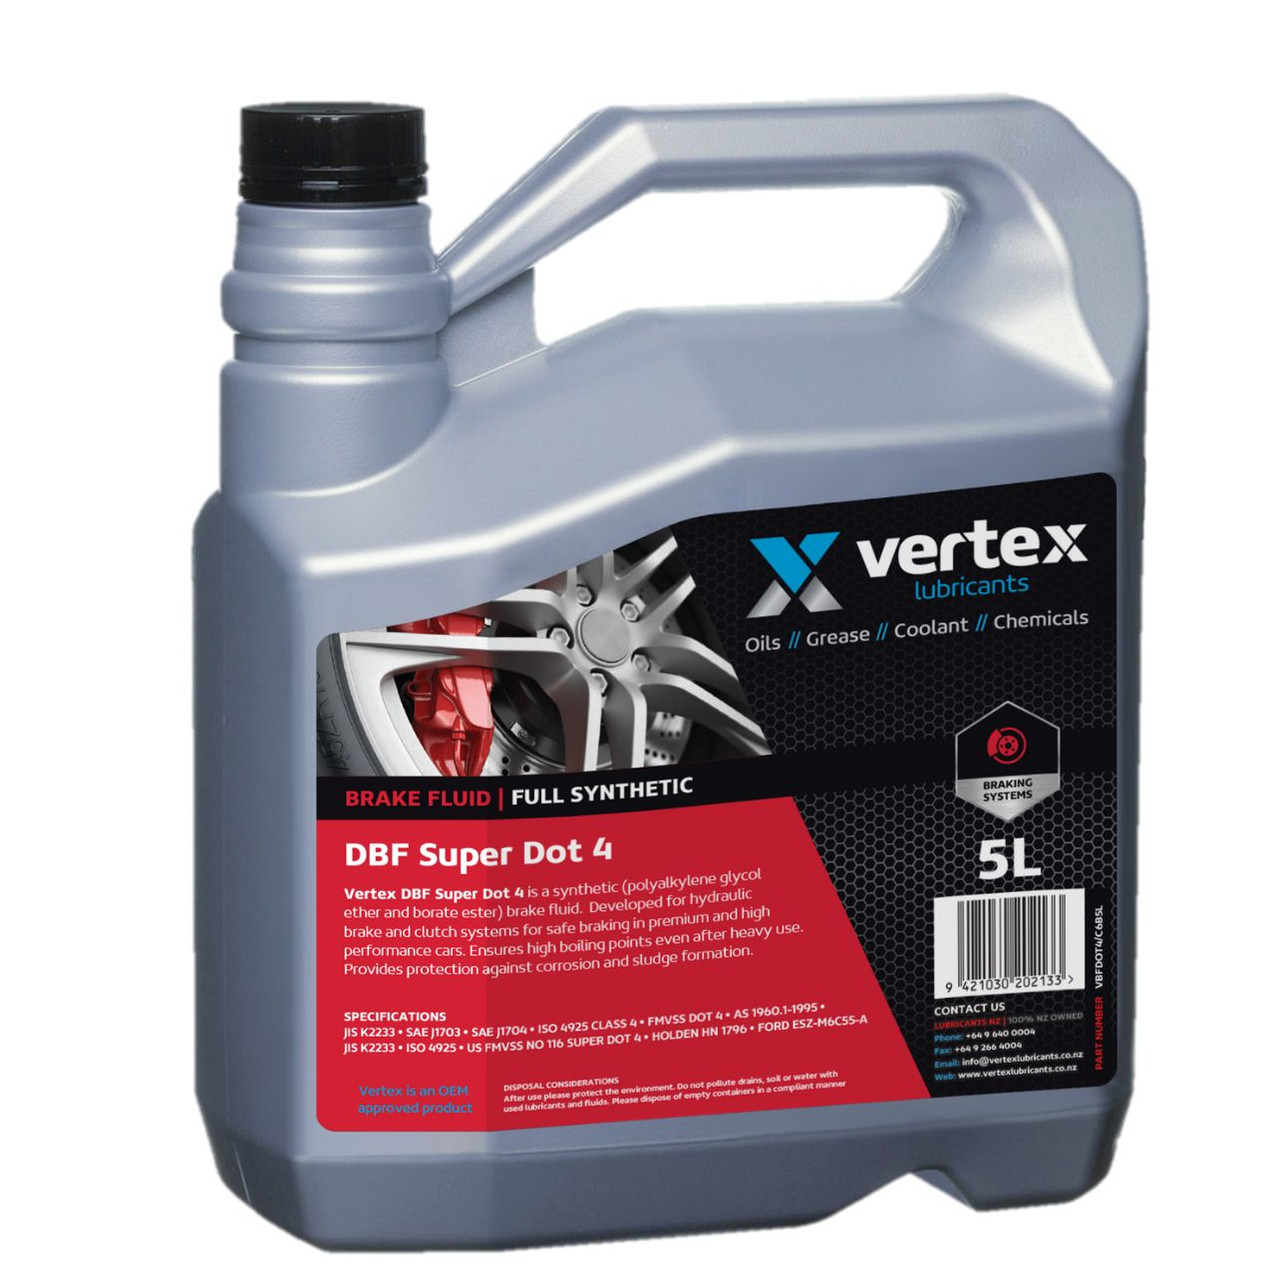 vertex
lubricants
Oils // Grease // Coolant // Chemicals
BRAKING
SYSTEMS
BRAKE FLUID | FULL SYNTHETIC
DBF Super Dot 4
5L
Vertex DBF Super Dot 4 is a synthetic (polyalkylene glycol
ether and borate ester) brake fluid. Developed for hydraulic
brake and clutch systems for safe braking in premium and high
performance cars. Ensures high boiling points even after heavy use.
Provides protection against corrosion and sludge formation.
SPECIFICATIONS
JIS K2233 • SAE J1703 • SAE J1704 • ISO 4925 CLASS 4 • FMVSS DOT 4 • AS 1960.1-1995 •
JIS K2233 • ISO 4925 • US FMVSS NO 116 SUPER DOT 4 • HOLDEN HN 1796 • FORD ESZ-M6C55-A
Vertex is an OEM
approved product
DISPOSAL CONSIDERATIONS
After use please protect the environment. Do not pollute drains, soil or water with
used lubricants and fluids. Please dispose of empty containers in a compliant manner
9 421030 202133 >
CONTACT US
LUBRICANTS NZ | 100% NZ OWNED
Phone: +64 9 640 0004
Fax: +64 9 266 4004
Email: info@vertexlubricants.co.nz
Web: www.vertexlubricants.co.nz
PART NUMBER VBFDOT4/C6B5L